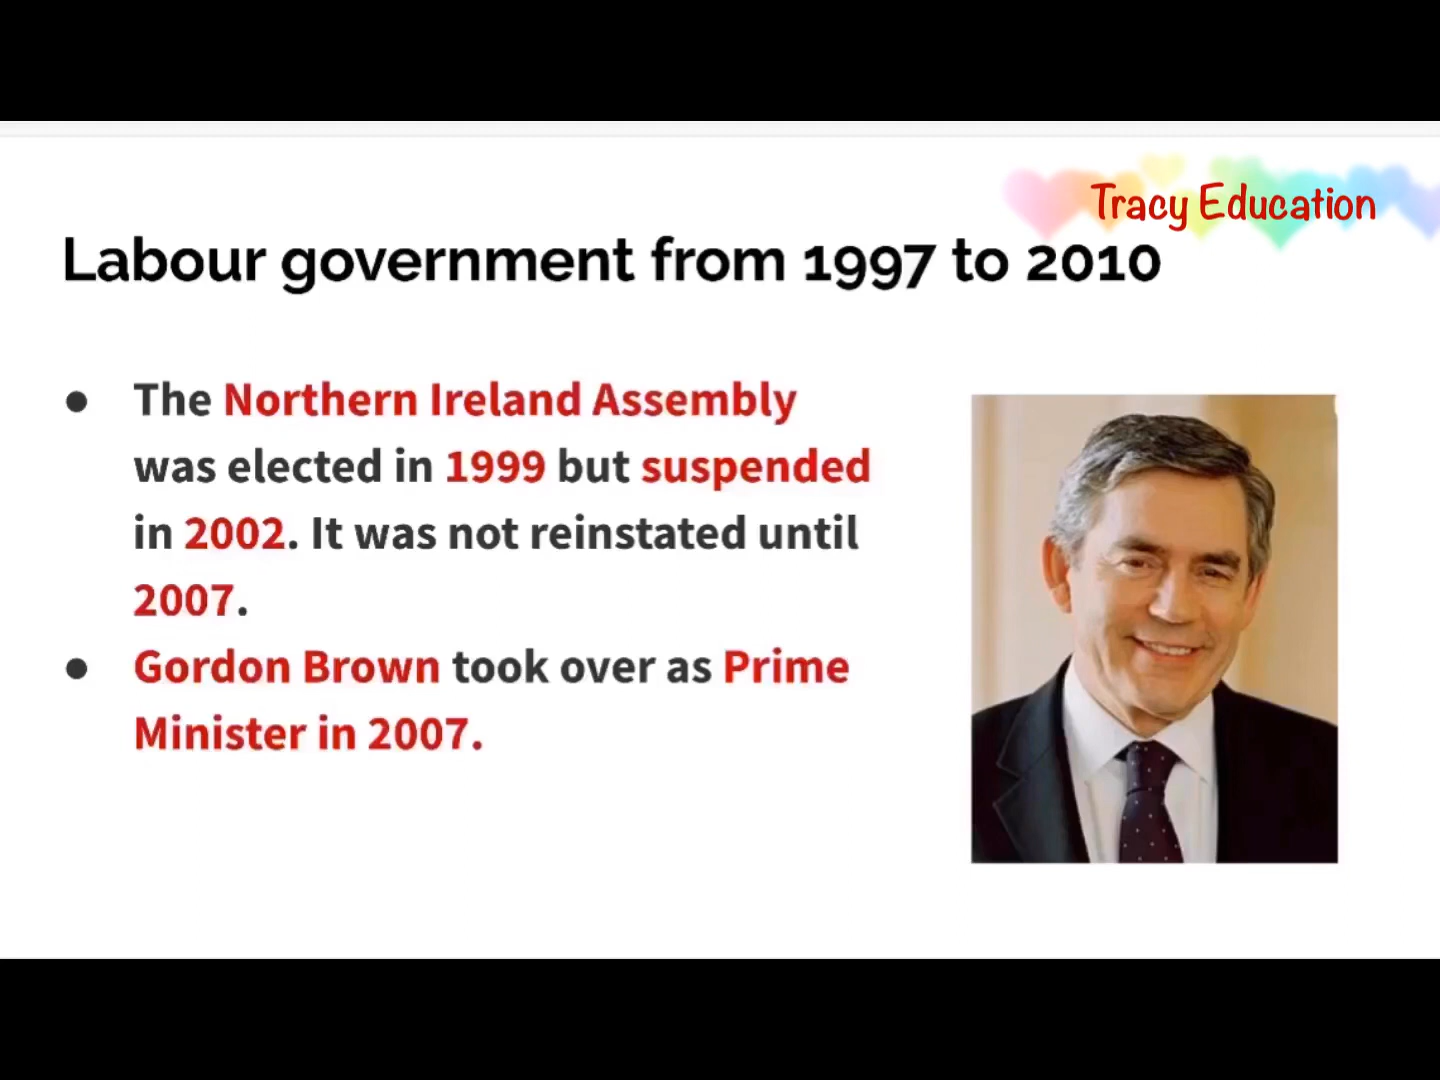 Tracy Education
Labour government from 1997 to 2010
● The Northern Ireland Assembly
was elected in 1999 but suspended
in 2002. It was not reinstated until
2007.
● Gordon Brown took over as Prime
Minister in 2007.